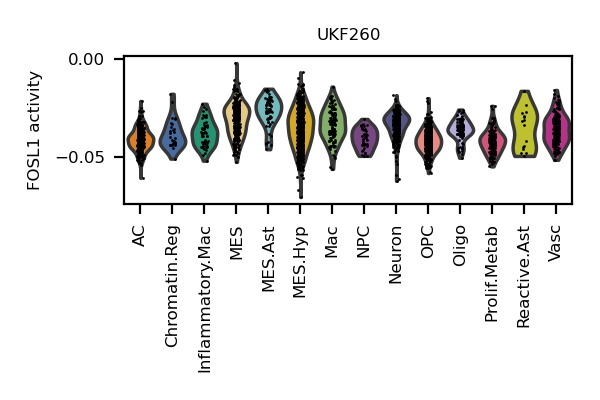 UKF260
FOSL1 activity
0.00
−0.05
AC
Chromatin.Reg
Inflammatory.Mac
MES
MES.Ast
MES.Hyp
Mac
NPC
Neuron
OPC
Oligo
Prolif.Metab
Reactive.Ast
Vasc